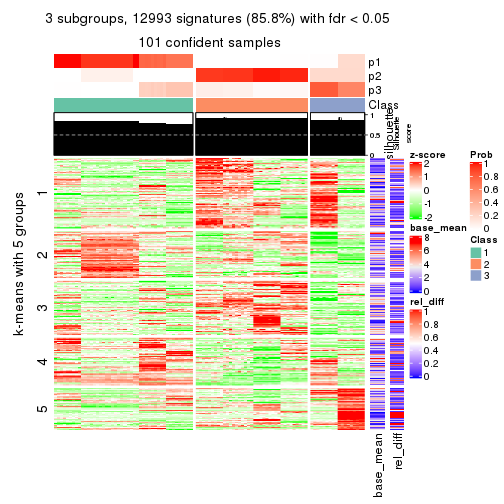 3 subgroups, 12993 signatures (85.8%) with fdr < 0.05
101 confident samples
p1
p2
p3
Class
1
0.5
0
silhouette
Silhouette
score
k-means with 5 groups
1
2
3
4
5
base_mean
rel_diff
z-score
2
1
0
-1
-2
base_mean
8
6
4
2
0
rel_diff
1
0.8
0.6
0.4
0.2
0
Prob
1
0.8
0.6
0.4
0.2
0
Class
1
2
3